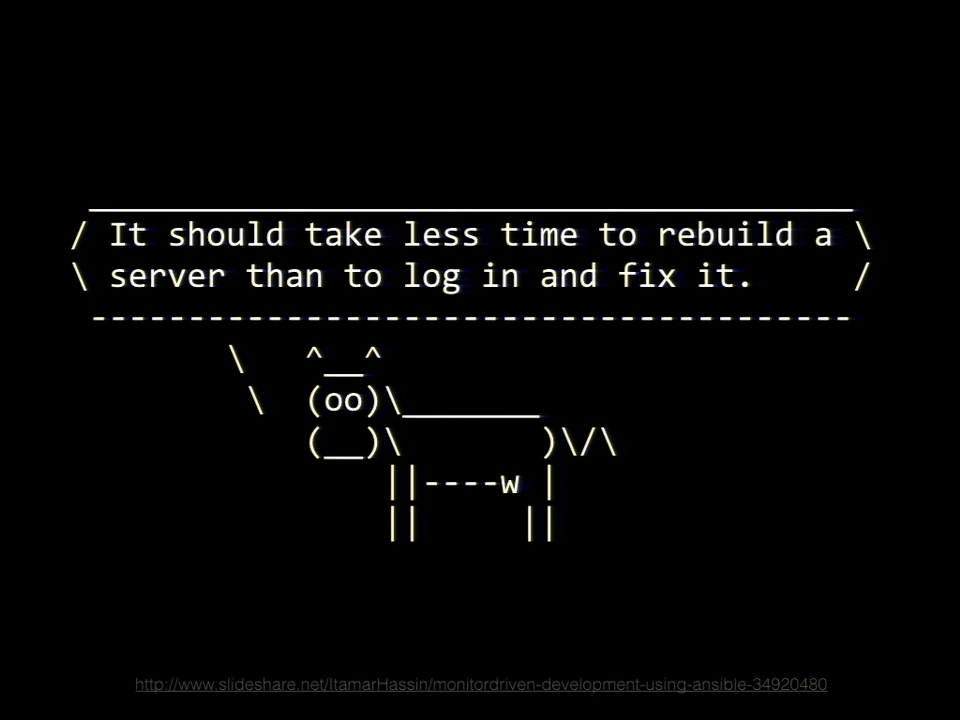 It should take less time to rebuild a
server than to log in and fix it.
http://www.slideshare.net/ItamarHassin/monitordriven-development-using-ansible-34920480